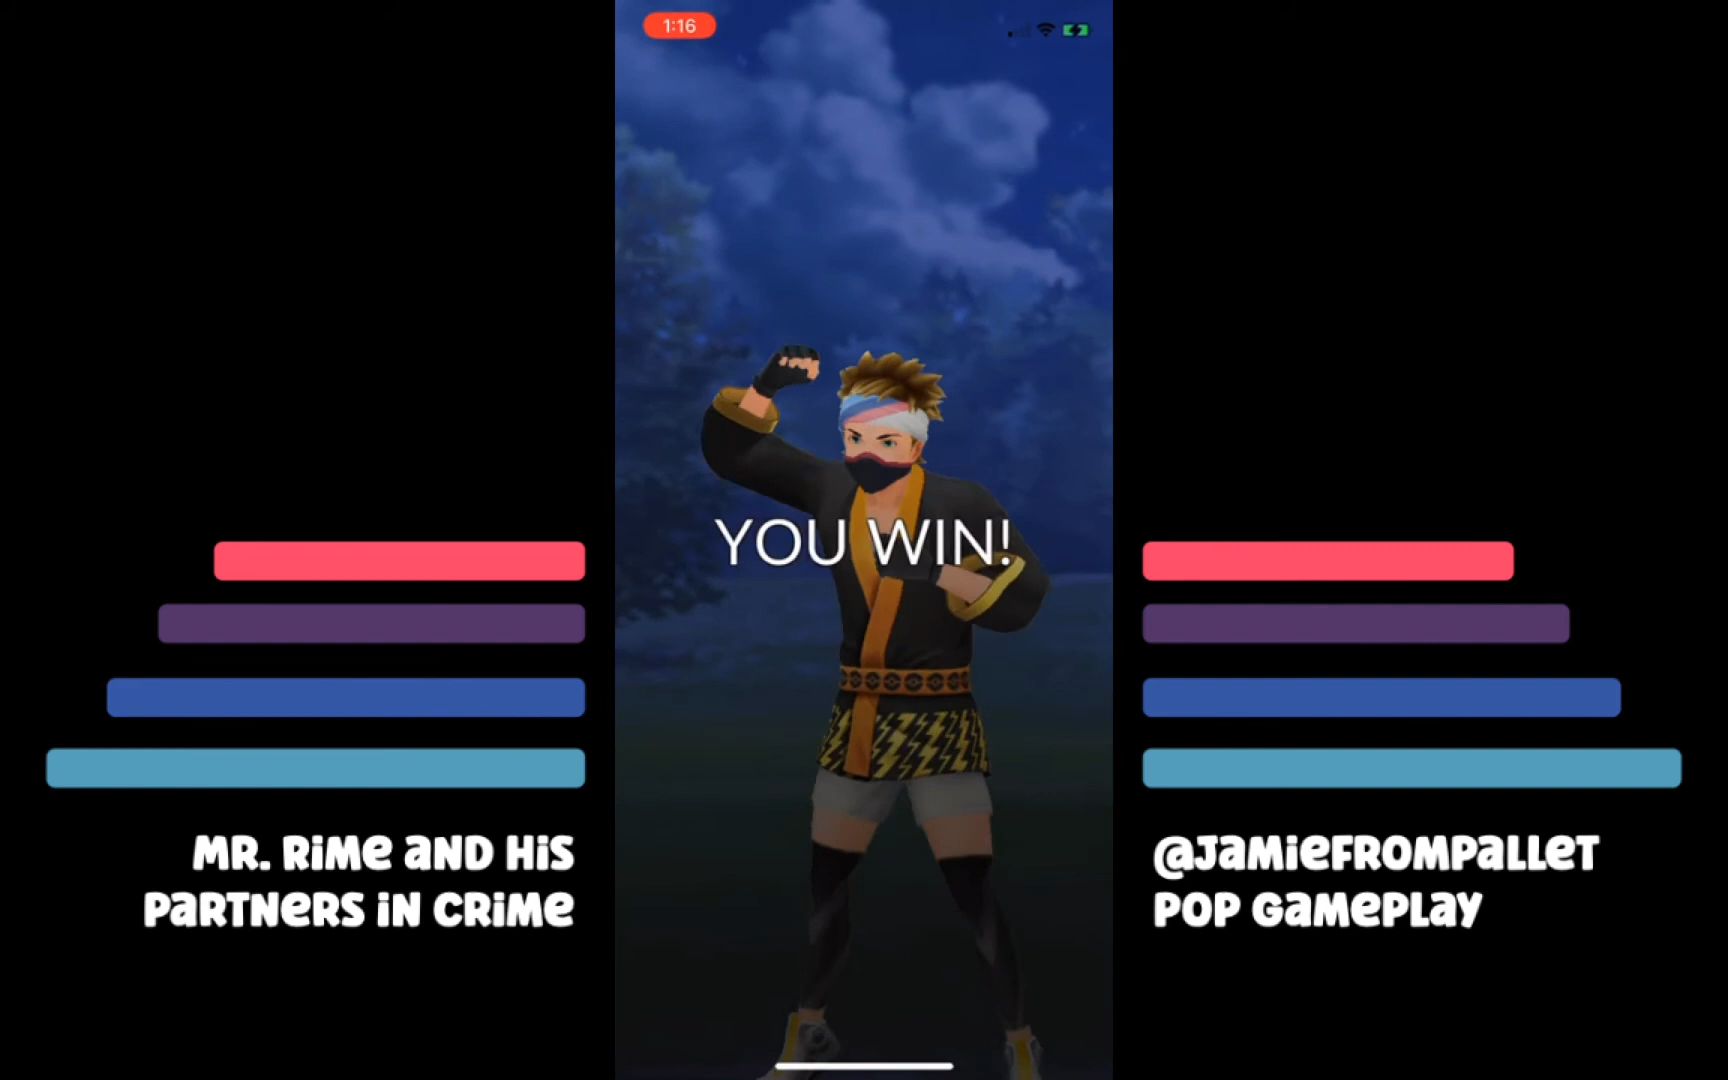 1:16
YOU WIN!
MR. RiMe aND HiS
PaRTNeRS iN CRiMe
@JaMieFROMPaLLeT
POP GaMePLaY